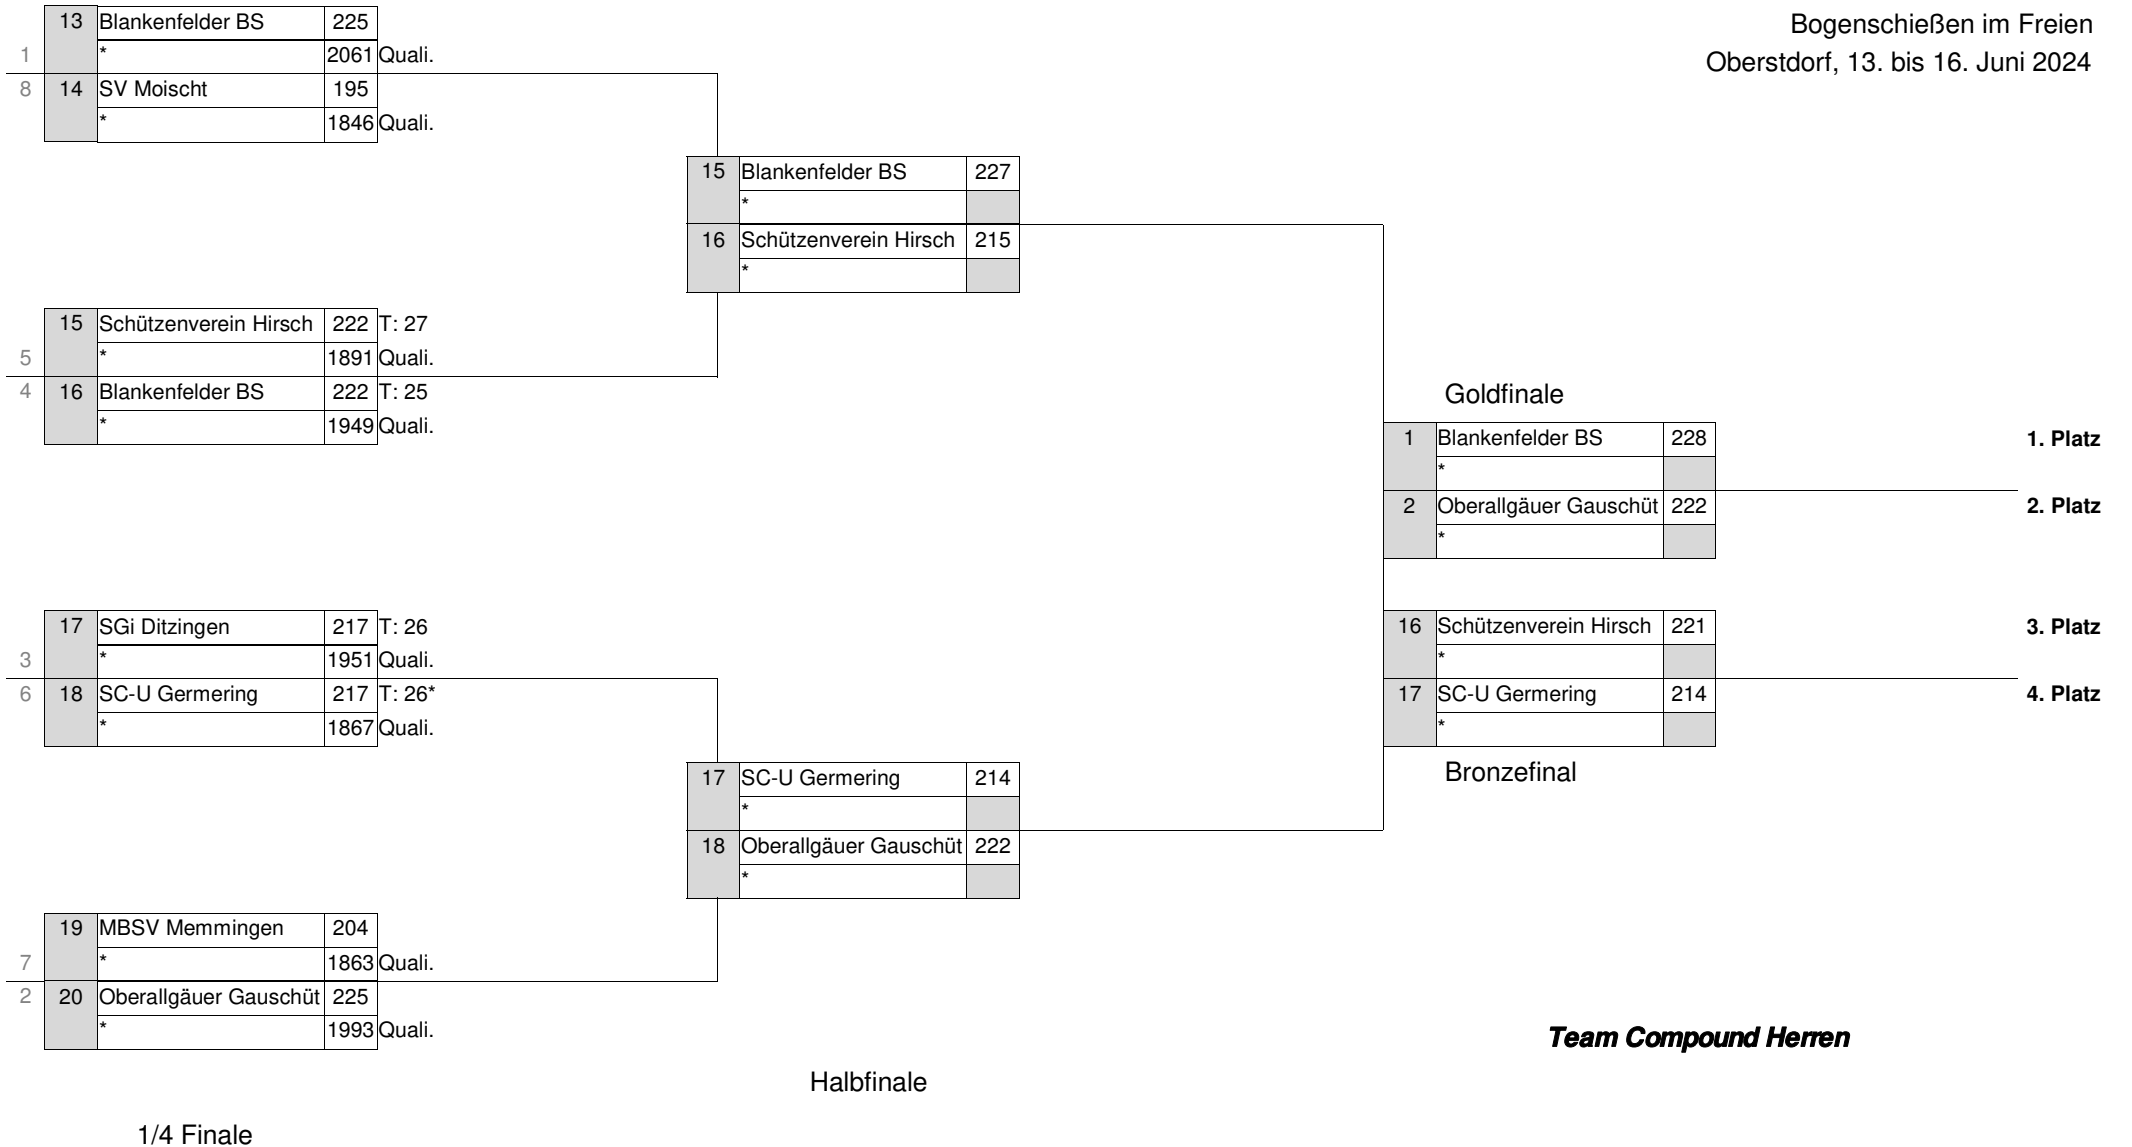 Bogenschießen im Freien
Oberstdorf, 13. bis 16. Juni 2024
13 Blankenfelder BS 225
1 * 2061 Quali.
8 14 SV Moischt 195
* 1846 Quali.
15 Blankenfelder BS 227
*
16 Schützenverein Hirsch 215
*
15 Schützenverein Hirsch 222 T: 27
5 * 1891 Quali.
4 16 Blankenfelder BS 222 T: 25
* 1949 Quali.
Goldfinale
1 Blankenfelder BS 228 1. Platz
*
2 Oberallgäuer Gauschüt 222 2. Platz
*
17 SGi Ditzingen 217 T: 26
3 * 1951 Quali.
6 18 SC-U Germering 217 T: 26*
* 1867 Quali.
16 Schützenverein Hirsch 221 3. Platz
*
17 SC-U Germering 214 4. Platz
*
Bronzefinal
17 SC-U Germering 214
*
18 Oberallgäuer Gauschüt 222
*
19 MBSV Memmingen 204
7 * 1863 Quali.
2 20 Oberallgäuer Gauschüt 225
* 1993 Quali.
Team Compound Herren
Halbfinale
1/4 Finale